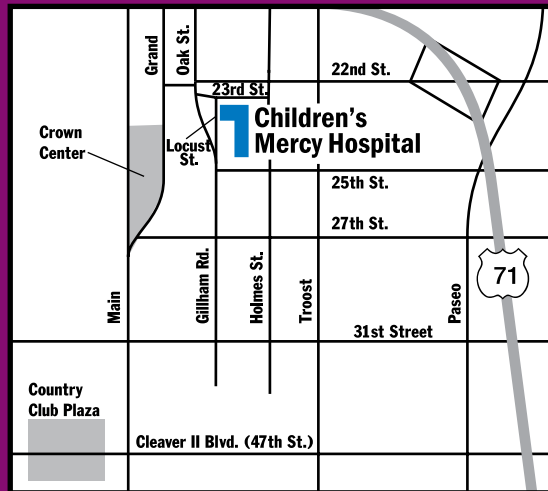 Grand
Oak St.
22nd St.
23rd St.
Children's
Mercy Hospital
Crown
Center
Locust
St.
25th St.
27th St.
Main
Gillham Rd.
Holmes St.
Troost
Paseo
71
31st Street
Country
Club Plaza
Cleaver II Blvd. (47th St.)